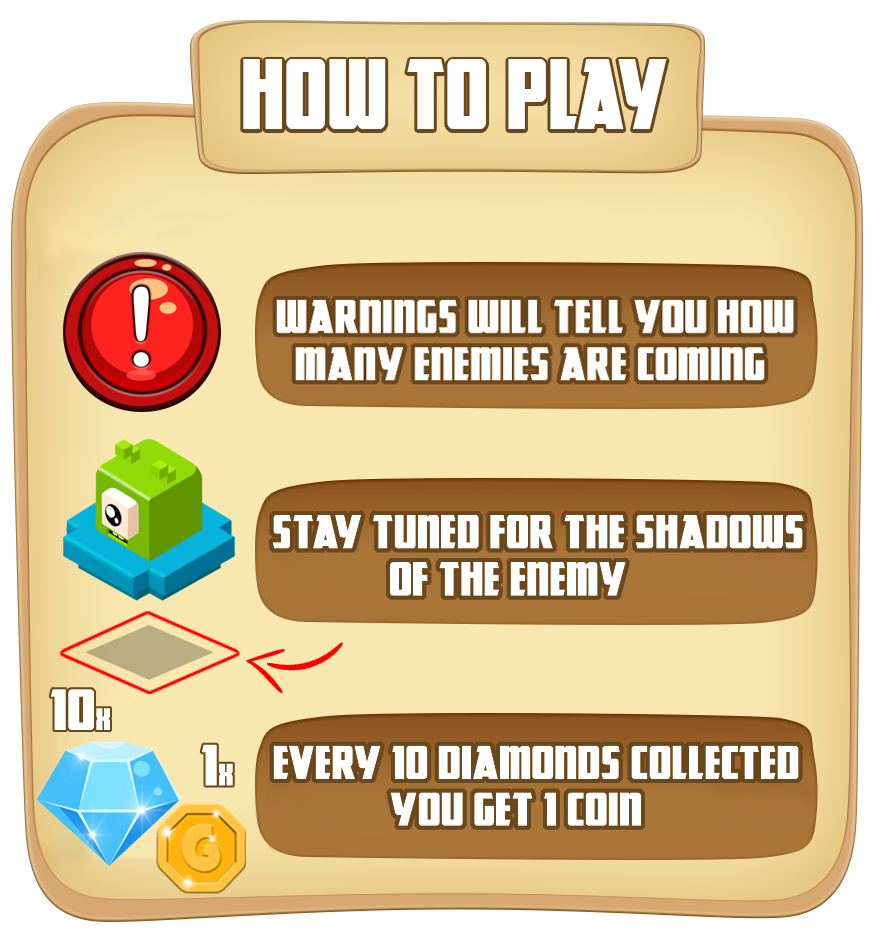 HOW TO PLAY
!
WARNINGS WILL TELL YOU HOW
MANY ENEMIES ARE COMING
STAY TUNED FOR THE SHADOWS
OF THE ENEMY
10x
1x
G
EVERY 10 DIAMONDS COLLECTED
YOU GET 1 COIN